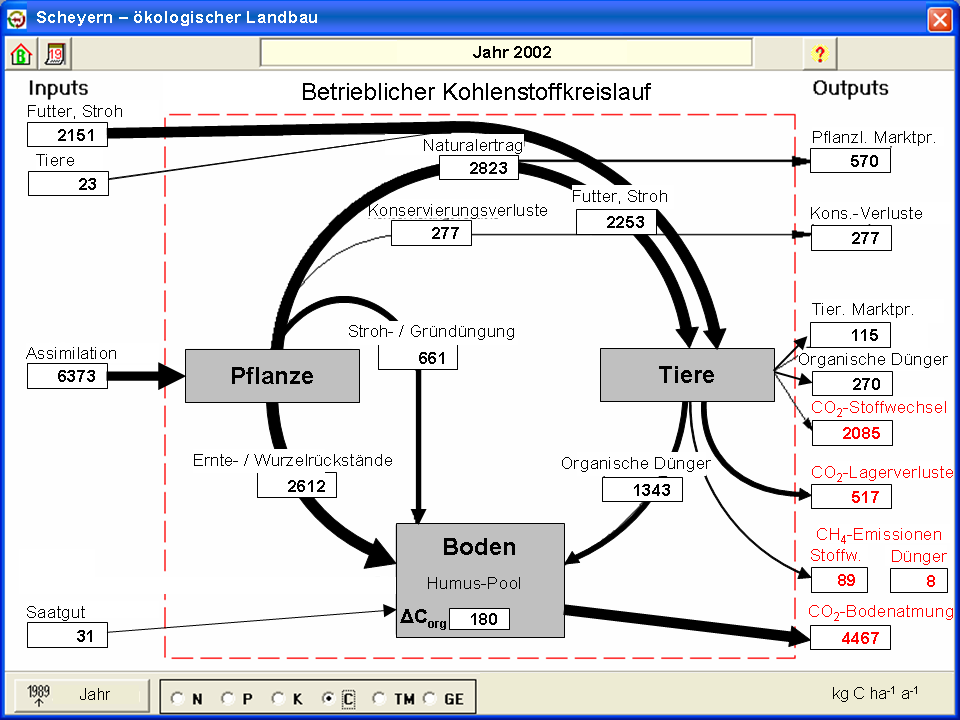 Scheyern – ökologischer Landbau
B
19
Jahr 2002
?
Inputs
Betrieblicher Kohlenstoffkreislauf
Outputs
Futter, Stroh
2151
Tiere
23
Naturalertrag
2823
Pflanzl. Marktpr.
570
Futter, Stroh
2253
Konservierungsverluste
277
Kons.-Verluste
277
Tier. Marktpr.
115
Stroh- / Gründüngung
661
Assimilation
6373
Pflanze
Tiere
Organische Dünger
270
CO2-Stoffwechsel
2085
Ernte- / Wurzelrückstände
2612
Organische Dünger
1343
CO2-Lagerverluste
517
CH4-Emissionen
Stoffw. Dünger
89 8
Boden
Humus-Pool
ΔCorg 180
Saatgut
31
CO2-Bodenatmung
4467
1989
Jahr
N P K C TM GE
kg C ha-1 a-1